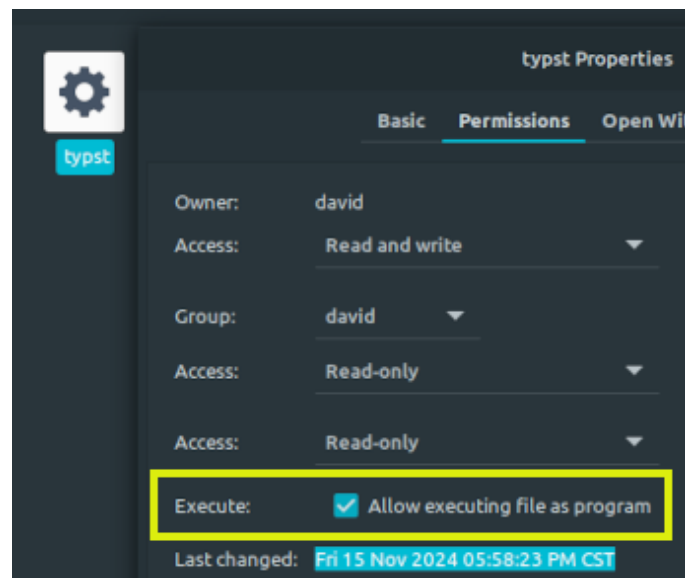 typst Properties
Basic Permissions Open Wit
typst
Owner: david
Access: Read and write
Group: david
Access: Read-only
Access: Read-only
Execute: Allow executing file as program
Last changed: Fri 15 Nov 2024 05:58:23 PM CST